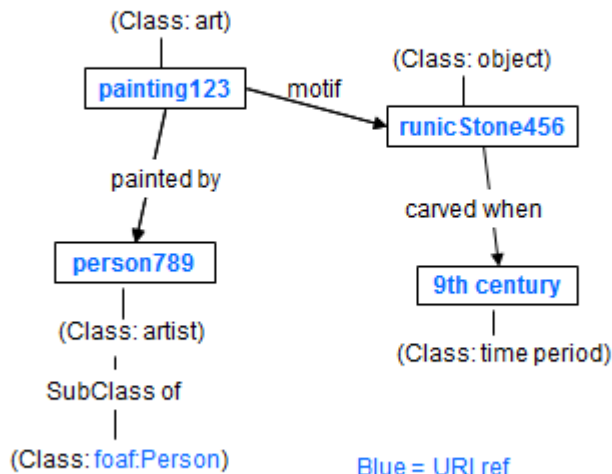 (Class: art)
painting123
motif
(Class: object)
runicStone456
painted by
carved when
person789
9th century
(Class: artist)
(Class: time period)
SubClass of
(Class: foaf:Person)
Blue = URI ref